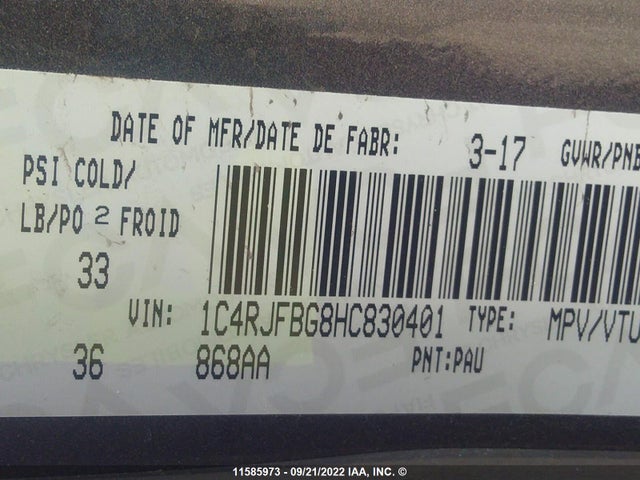 DATE OF MFR/DATE DE FABR: 3-17 GVWR/PNB
PSI COLD/
LB/PO 2 FROID
33
VIN: 1C4RJFBG8HC830401 TYPE: MPV/VTU
36 868AA PNT:PAU
11585973 - 09/21/2022 IAA, INC. ©